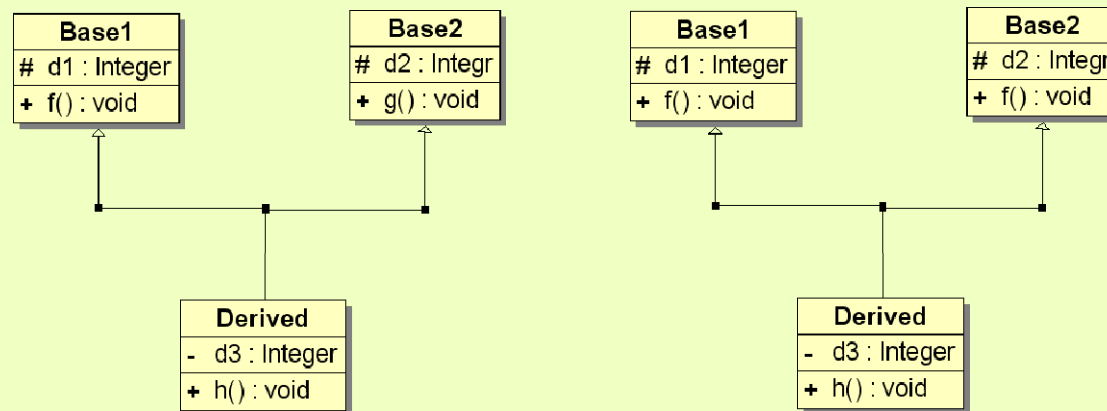 Base1
# d1 : Integer
+ f() : void
Base2
# d2 : Integr
+ g() : void
Derived
- d3 : Integer
+ h() : void
Base1
# d1 : Integer
+ f() : void
Base2
# d2 : Integr
+ f() : void
Derived
- d3 : Integer
+ h() : void